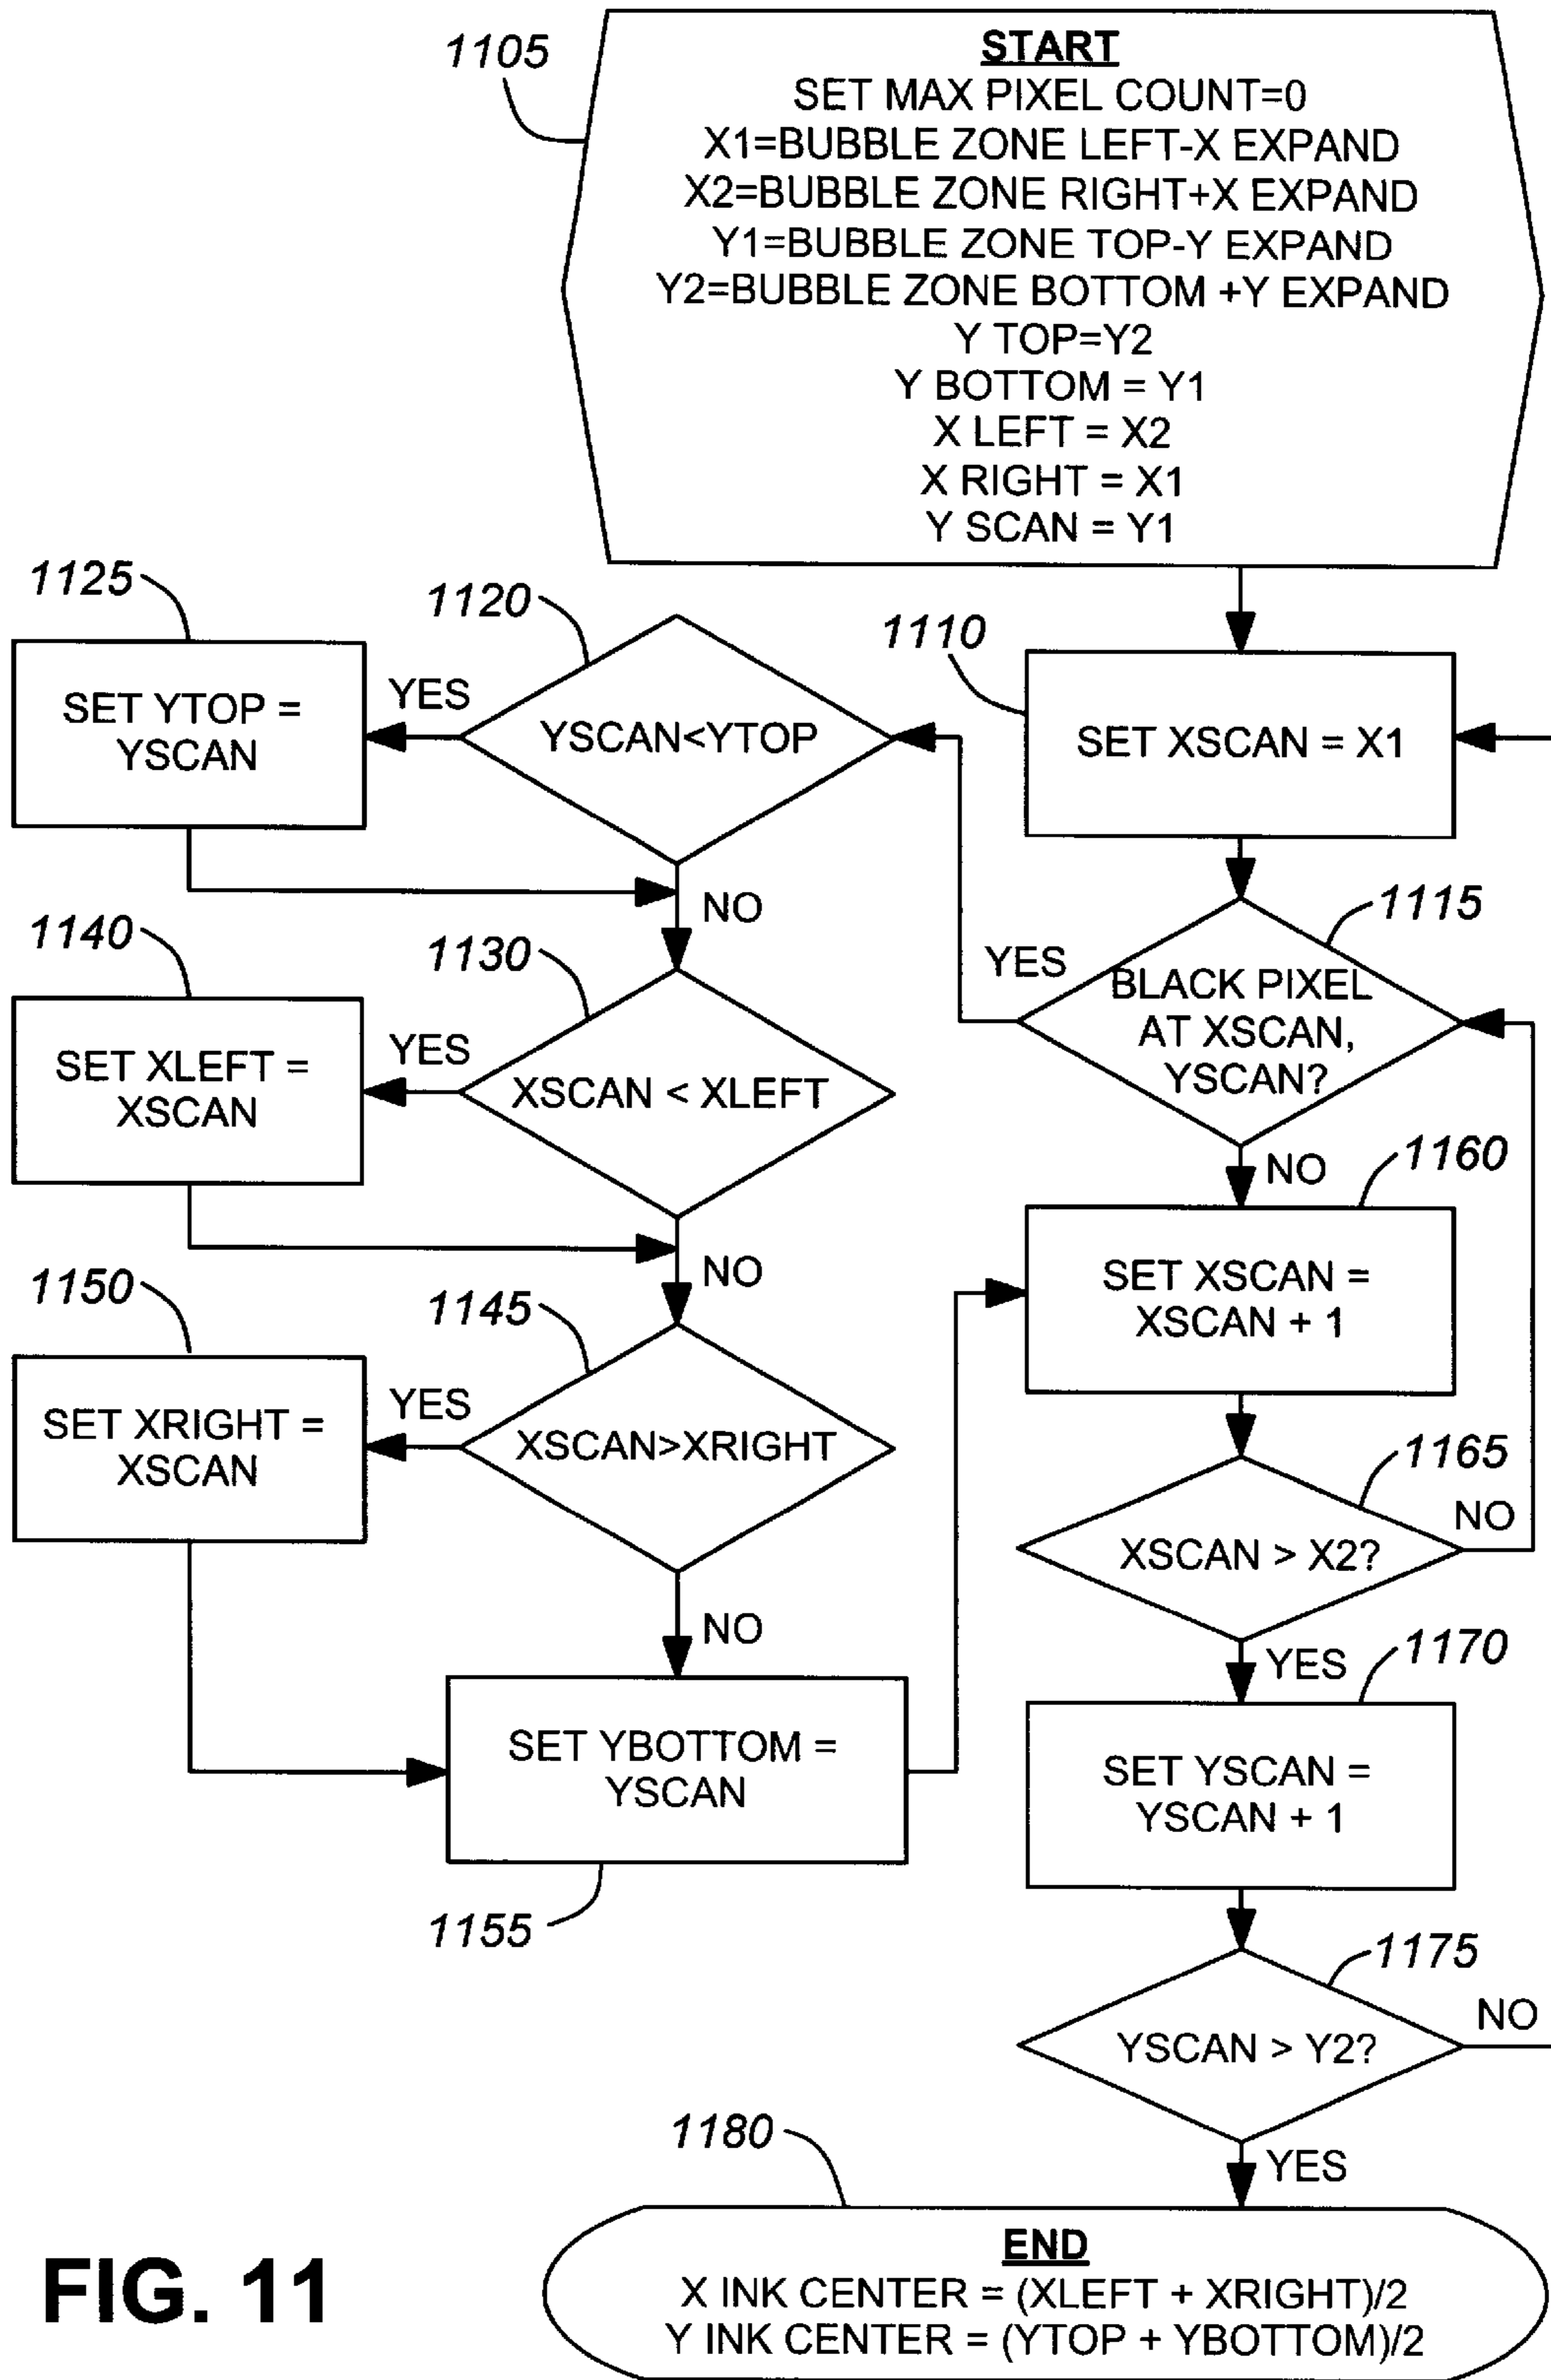 1105
START
SET MAX PIXEL COUNT=0
X1=BUBBLE ZONE LEFT-X EXPAND
X2=BUBBLE ZONE RIGHT+X EXPAND
Y1=BUBBLE ZONE TOP-Y EXPAND
Y2=BUBBLE ZONE BOTTOM +Y EXPAND
Y TOP=Y2
Y BOTTOM = Y1
X LEFT = X2
X RIGHT = X1
Y SCAN = Y1
1110
SET XSCAN = X1
1115
BLACK PIXEL
AT XSCAN,
YSCAN?
YES
NO
1120
YSCAN<YTOP
YES
NO
1125
SET YTOP =
YSCAN
1130
XSCAN < XLEFT
YES
NO
1140
SET XLEFT =
XSCAN
1145
XSCAN>XRIGHT
YES
NO
1150
SET XRIGHT =
XSCAN
SET YBOTTOM =
YSCAN
1155
1160
SET XSCAN =
XSCAN + 1
1165
XSCAN > X2?
NO
YES
1170
SET YSCAN =
YSCAN + 1
1175
YSCAN > Y2?
NO
YES
1180
END
X INK CENTER = (XLEFT + XRIGHT)/2
Y INK CENTER = (YTOP + YBOTTOM)/2
FIG. 11